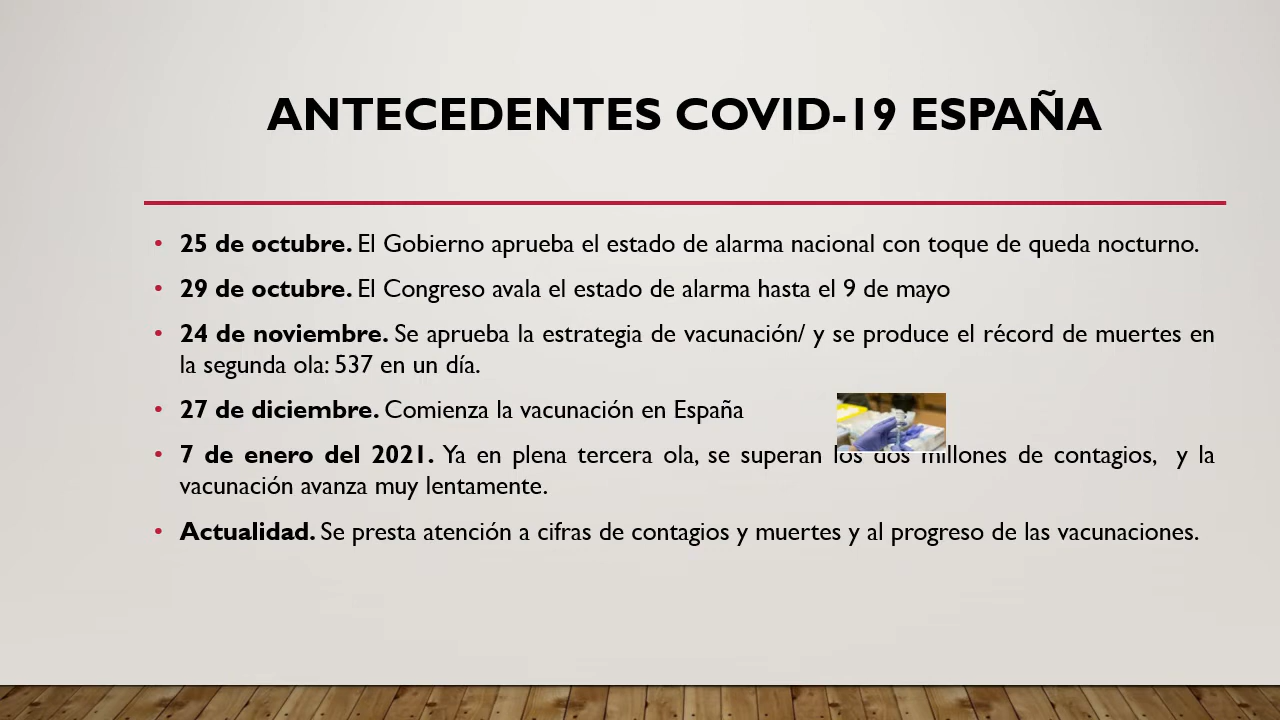 ANTECEDENTES COVID-19 ESPAÑA
• 25 de octubre. El Gobierno aprueba el estado de alarma nacional con toque de queda nocturno.
• 29 de octubre. El Congreso avala el estado de alarma hasta el 9 de mayo
• 24 de noviembre. Se aprueba la estrategia de vacunación/ y se produce el récord de muertes en
la segunda ola: 537 en un día.
• 27 de diciembre. Comienza la vacunación en España
• 7 de enero del 2021. Ya en plena tercera ola, se superan los dos millones de contagios, y la
vacunación avanza muy lentamente.
• Actualidad. Se presta atención a cifras de contagios y muertes y al progreso de las vacunaciones.